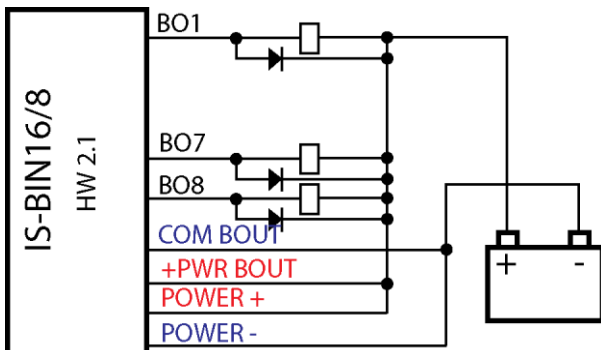 IS-BIN16/8
HW 2.1
BO1
BO7
BO8
COM BOUT
+PWR BOUT
POWER +
POWER -
+ -